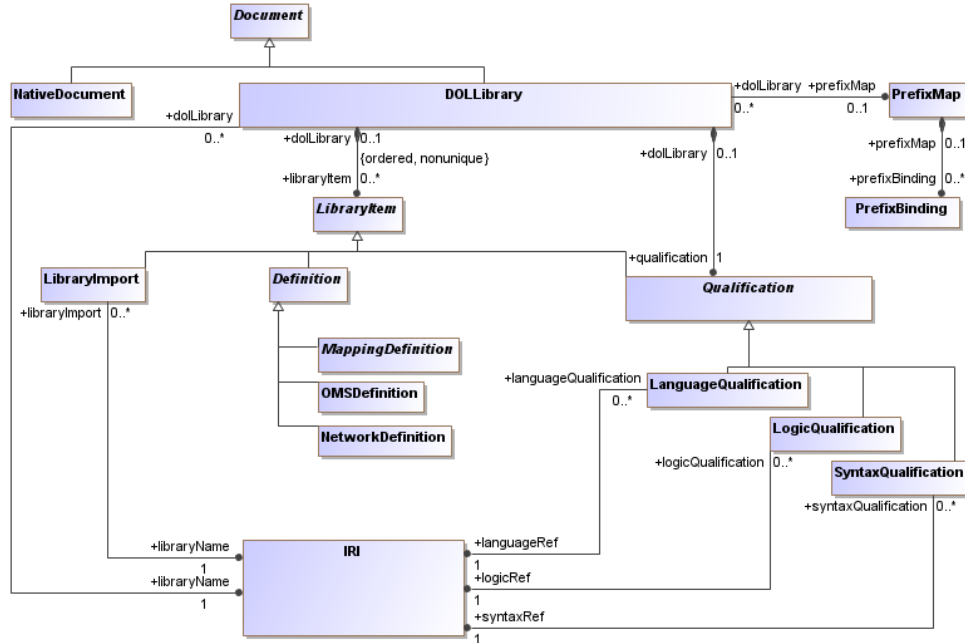 Document
NativeDocument
DOLLibrary
+dolLibrary
+prefixMap
0..*
0..1
PrefixMap
+dolLibrary
0..*
+dolLibrary
0..1
{ordered, nonunique}
+libraryItem
0..*
+dolLibrary
0..1
+prefixMap
0..1
+prefixBinding
0..*
PrefixBinding
LibraryItem
+qualification
1
LibraryImport
Definition
Qualification
+libraryImport
0..*
MappingDefinition
OMSDefinition
NetworkDefinition
+languageQualification
0..*
LanguageQualification
LogicQualification
+logicQualification
0..*
SyntaxQualification
+syntaxQualification
0..*
IRI
+libraryName
1
+libraryName
1
+languageRef
1
+logicRef
1
+syntaxRef
1